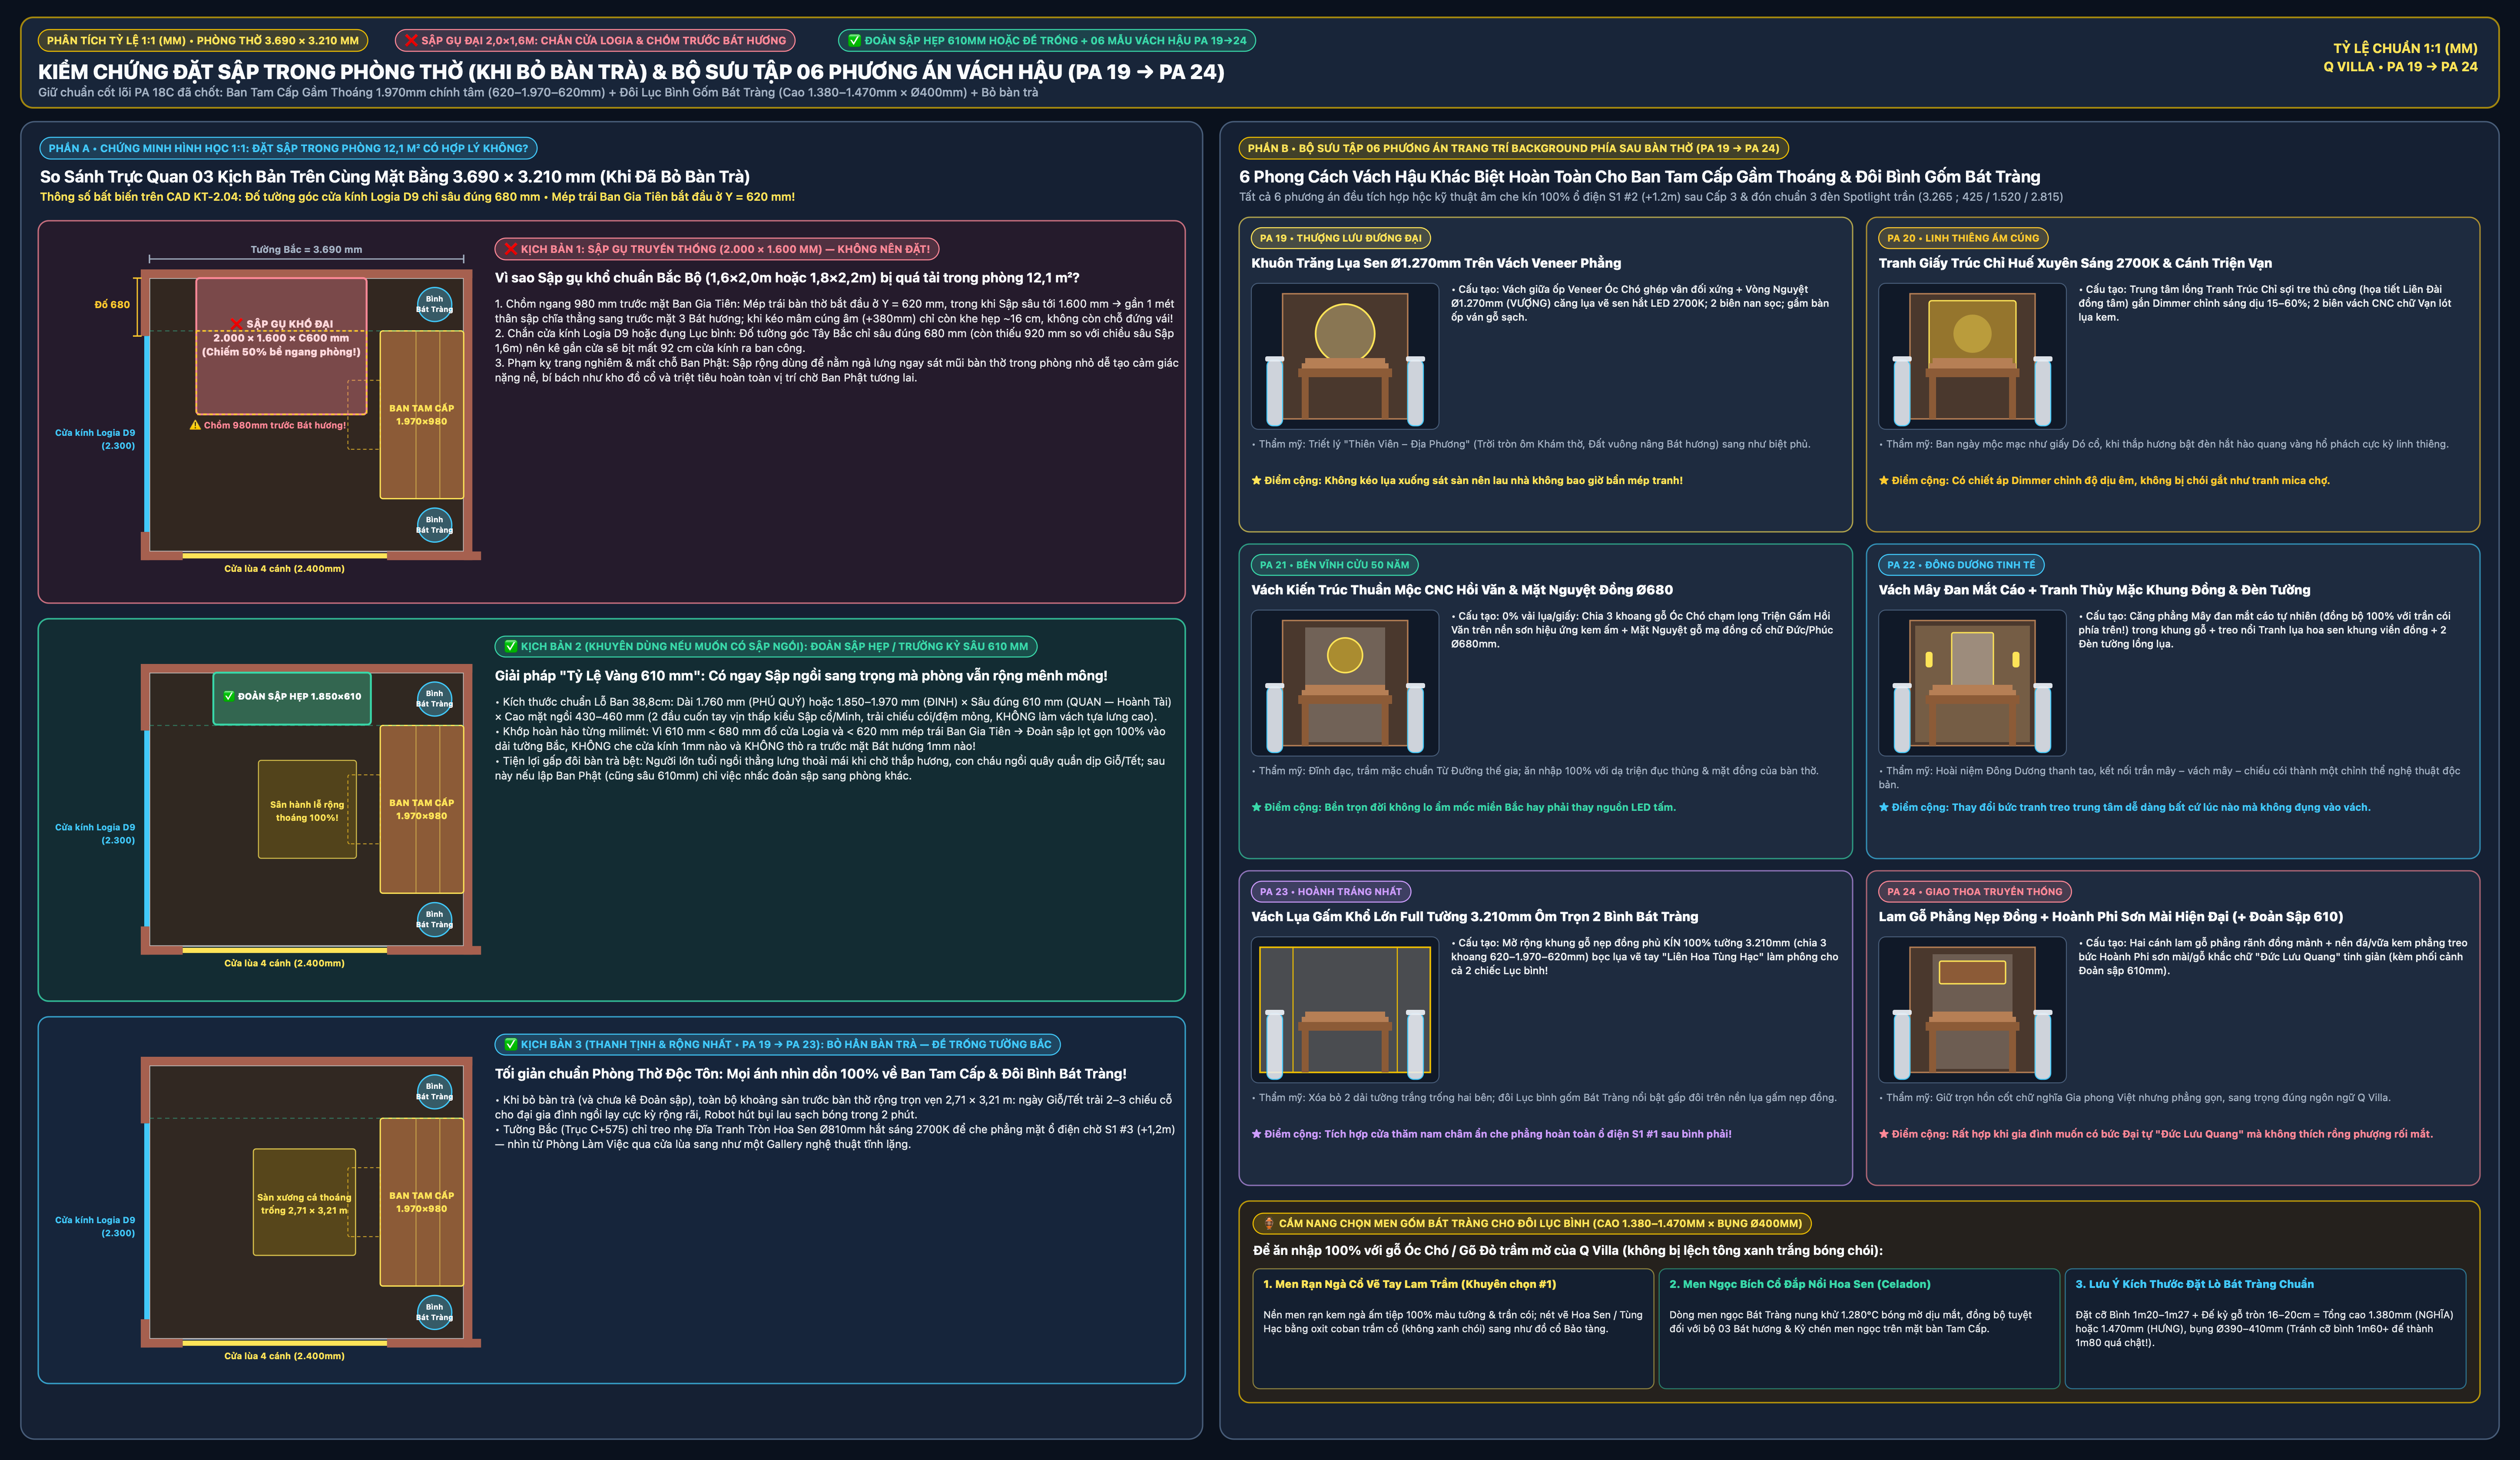 PHÂN TÍCH TỶ LỆ 1:1 (MM) • PHÒNG THỜ 3.690 × 3.210 MM
❌ SẬP GỤ ĐẠI 2,0×1,6M: CHẮN CỬA LOGIA & CHỒM TRƯỚC BÁT HƯƠNG
✅ ĐOẢN SẬP HẸP 610MM HOẶC ĐỂ TRỐNG + 06 MẪU VÁCH HẬU PA 19→24
KIỂM CHỨNG ĐẶT SẬP TRONG PHÒNG THỜ (KHI BỎ BÀN TRÀ) & BỘ SƯU TẬP 06 PHƯƠNG ÁN VÁCH HẬU (PA 19 → PA 24)
Giữ chuẩn cốt lõi PA 18C đã chốt: Ban Tam Cấp Gầm Thoáng 1.970mm chính tâm (620–1.970–620mm) + Đôi Lục Bình Gốm Bát Tràng (Cao 1.380–1.470mm × Ø400mm) + Bỏ bàn trà
TỶ LỆ CHUẨN 1:1 (MM)
Q VILLA • PA 19 → PA 24
PHẦN A • CHỨNG MINH HÌNH HỌC 1:1: ĐẶT SẬP TRONG PHÒNG 12,1 M² CÓ HỢP LÝ KHÔNG?
So Sánh Trực Quan 03 Kịch Bản Trên Cùng Mặt Bằng 3.690 × 3.210 mm (Khi Đã Bỏ Bàn Trà)
Thông số bất biến trên CAD KT-2.04: Đố tường góc cửa kính Logia D9 chỉ sâu đúng 680 mm • Mép trái Ban Gia Tiên bắt đầu ở Y = 620 mm!
Tường Bắc = 3.690 mm
Đố 680
❌ SẬP GỤ KHỔ ĐẠI
2.000 × 1.600 × C600 mm
(Chiếm 50% bề ngang phòng!)
Bình
Bát Tràng
BAN TAM CẤP
1.970×980
⚠️ Chồm 980mm trước Bát hương!
Cửa kính Logia D9
(2.300)
Bình
Bát Tràng
Cửa lùa 4 cánh (2.400mm)
❌ KỊCH BẢN 1: SẬP GỤ TRUYỀN THỐNG (2.000 × 1.600 MM) — KHÔNG NÊN ĐẶT!
Vì sao Sập gụ khổ chuẩn Bắc Bộ (1,6×2,0m hoặc 1,8×2,2m) bị quá tải trong phòng 12,1 m²?
1. Chồm ngang 980 mm trước mặt Ban Gia Tiên: Mép trái bàn thờ bắt đầu ở Y = 620 mm, trong khi Sập sâu tới 1.600 mm → gần 1 mét
thân sập chĩa thẳng sang trước mặt 3 Bát hương; khi kéo mâm cúng âm (+380mm) chỉ còn khe hẹp ~16 cm, không còn chỗ đứng vái!
2. Chắn cửa kính Logia D9 hoặc đụng Lục bình: Đố tường góc Tây Bắc chỉ sâu đúng 680 mm (còn thiếu 920 mm so với chiều sâu Sập
1,6m) nên kê gần cửa sẽ bịt mất 92 cm cửa kính ra ban công.
3. Phạm kỵ trang nghiêm & mất chỗ Ban Phật: Sập rộng dùng để nằm ngả lưng ngay sát mũi bàn thờ trong phòng nhỏ dễ tạo cảm giác
nặng nề, bí bách như kho đồ cổ và triệt tiêu hoàn toàn vị trí chờ Ban Phật tương lai.
✅ ĐOẢN SẬP HẸP 1.850×610
Bình
Bát Tràng
Sân hành lễ rộng
thoáng 100%!
BAN TAM CẤP
1.970×980
Cửa kính Logia D9
(2.300)
Bình
Bát Tràng
Cửa lùa 4 cánh (2.400mm)
✅ KỊCH BẢN 2 (KHUYÊN DÙNG NẾU MUỐN CÓ SẬP NGỒI): ĐOẢN SẬP HẸP / TRƯỜNG KỶ SÂU 610 MM
Giải pháp "Tỷ Lệ Vàng 610 mm": Có ngay Sập ngồi sang trọng mà phòng vẫn rộng mênh mông!
• Kích thước chuẩn Lỗ Ban 38,8cm: Dài 1.760 mm (PHÚ QUÝ) hoặc 1.850–1.970 mm (ĐINH) × Sâu đúng 610 mm (QUAN — Hoành Tài)
× Cao mặt ngồi 430–460 mm (2 đầu cuốn tay vịn thấp kiểu Sập cổ/Minh, trải chiếu cói/đệm mỏng, KHÔNG làm vách tựa lưng cao).
• Khớp hoàn hảo từng milimét: Vì 610 mm < 680 mm đố cửa Logia và < 620 mm mép trái Ban Gia Tiên → Đoản sập lọt gọn 100% vào
dải tường Bắc, KHÔNG che cửa kính 1mm nào và KHÔNG thò ra trước mặt Bát hương 1mm nào!
• Tiện lợi gấp đôi bàn trà bệt: Người lớn tuổi ngồi thẳng lưng thoải mái khi chờ thắp hương, con cháu ngồi quây quần dịp Giỗ/Tết; sau
này nếu lập Ban Phật (cũng sâu 610mm) chỉ việc nhấc đoản sập sang phòng khác.
Bình
Bát Tràng
Sàn xương cá thoáng
trống 2,71 × 3,21 m
BAN TAM CẤP
1.970×980
Cửa kính Logia D9
(2.300)
Bình
Bát Tràng
Cửa lùa 4 cánh (2.400mm)
✅ KỊCH BẢN 3 (THANH TỊNH & RỘNG NHẤT • PA 19 → PA 23): BỎ HẲN BÀN TRÀ — ĐỂ TRỐNG TƯỜNG BẮC
Tối giản chuẩn Phòng Thờ Độc Tôn: Mọi ánh nhìn dồn 100% về Ban Tam Cấp & Đôi Bình Bát Tràng!
• Khi bỏ bàn trà (và chưa kê Đoản sập), toàn bộ khoảng sàn trước bàn thờ rộng trọn vẹn 2,71 × 3,21 m: ngày Giỗ/Tết trải 2–3 chiếu cỗ
cho đại gia đình ngồi lạy cực kỳ rộng rãi, Robot hút bụi lau sạch bóng trong 2 phút.
• Tường Bắc (Trục C+575) chỉ treo nhẹ Đĩa Tranh Tròn Hoa Sen Ø810mm hắt sáng 2700K để che phẳng mặt ổ điện chờ S1 #3 (+1,2m)
— nhìn từ Phòng Làm Việc qua cửa lùa sang như một Gallery nghệ thuật tĩnh lặng.
PHẦN B • BỘ SƯU TẬP 06 PHƯƠNG ÁN TRANG TRÍ BACKGROUND PHÍA SAU BÀN THỜ (PA 19 → PA 24)
6 Phong Cách Vách Hậu Khác Biệt Hoàn Toàn Cho Ban Tam Cấp Gầm Thoáng & Đôi Bình Gốm Bát Tràng
Tất cả 6 phương án đều tích hợp hộc kỹ thuật âm che kín 100% ổ điện S1 #2 (+1.2m) sau Cấp 3 & đón chuẩn 3 đèn Spotlight trần (3.265 ; 425 / 1.520 / 2.815)
PA 19 • THƯỢNG LƯU ĐƯƠNG ĐẠI
Khuôn Trăng Lụa Sen Ø1.270mm Trên Vách Veneer Phẳng
• Cấu tạo: Vách giữa ốp Veneer Óc Chó ghép vân đối xứng + Vòng Nguyệt
Ø1.270mm (VƯỢNG) căng lụa vẽ sen hắt LED 2700K; 2 biên nan sọc; gầm bàn
ốp ván gỗ sạch.
• Thẩm mỹ: Triết lý "Thiên Viên – Địa Phương" (Trời tròn ôm Khám thờ, Đất vuông nâng Bát hương) sang như biệt phủ.
★ Điểm cộng: Không kéo lụa xuống sát sàn nên lau nhà không bao giờ bẩn mép tranh!
PA 20 • LINH THIÊNG ẤM CÚNG
Tranh Giấy Trúc Chỉ Huế Xuyên Sáng 2700K & Cánh Triện Vạn
• Cấu tạo: Trung tâm lồng Tranh Trúc Chỉ sợi tre thủ công (họa tiết Liên Đài
đồng tâm) gắn Dimmer chỉnh sáng dịu 15–60%; 2 biên vách CNC chữ Vạn lót
lụa kem.
• Thẩm mỹ: Ban ngày mộc mạc như giấy Dó cổ, khi thắp hương bật đèn hắt hào quang vàng hổ phách cực kỳ linh thiêng.
★ Điểm cộng: Có chiết áp Dimmer chỉnh độ dịu êm, không bị chói gắt như tranh mica chợ.
PA 21 • BỀN VĨNH CỬU 50 NĂM
Vách Kiến Trúc Thuần Mộc CNC Hồi Văn & Mặt Nguyệt Đồng Ø680
• Cấu tạo: 0% vải lụa/giấy: Chia 3 khoang gỗ Óc Chó chạm lọng Triện Gấm Hồi
Văn trên nền sơn hiệu ứng kem ấm + Mặt Nguyệt gỗ mạ đồng cổ chữ Đức/Phúc
Ø680mm.
• Thẩm mỹ: Đĩnh đạc, trầm mặc chuẩn Từ Đường thế gia; ăn nhập 100% với dạ triện đục thủng & mặt đồng của bàn thờ.
★ Điểm cộng: Bền trọn đời không lo ẩm mốc miền Bắc hay phải thay nguồn LED tấm.
PA 22 • ĐÔNG DƯƠNG TINH TẾ
Vách Mây Đan Mắt Cáo + Tranh Thủy Mặc Khung Đồng & Đèn Tường
• Cấu tạo: Căng phẳng Mây đan mắt cáo tự nhiên (đồng bộ 100% với trần cói
phía trên!) trong khung gỗ + treo nổi Tranh lụa hoa sen khung viền đồng + 2
Đèn tường lồng lụa.
• Thẩm mỹ: Hoài niệm Đông Dương thanh tao, kết nối trần mây – vách mây – chiếu cói thành một chỉnh thể nghệ thuật độc
bản.
★ Điểm cộng: Thay đổi bức tranh treo trung tâm dễ dàng bất cứ lúc nào mà không đụng vào vách.
PA 23 • HOÀNH TRÁNG NHẤT
Vách Lụa Gấm Khổ Lớn Full Tường 3.210mm Ôm Trọn 2 Bình Bát Tràng
• Cấu tạo: Mở rộng khung gỗ nẹp đồng phủ KÍN 100% tường 3.210mm (chia 3
khoang 620–1.970–620mm) bọc lụa vẽ tay "Liên Hoa Tùng Hạc" làm phông cho
cả 2 chiếc Lục bình!
• Thẩm mỹ: Xóa bỏ 2 dải tường trắng trống hai bên; đôi Lục bình gốm Bát Tràng nổi bật gấp đôi trên nền lụa gấm nẹp đồng.
★ Điểm cộng: Tích hợp cửa thăm nam châm ẩn che phẳng hoàn toàn ổ điện S1 #1 sau bình phải!
PA 24 • GIAO THOA TRUYỀN THỐNG
Lam Gỗ Phẳng Nẹp Đồng + Hoành Phi Sơn Mài Hiện Đại (+ Đoản Sập 610)
• Cấu tạo: Hai cánh lam gỗ phẳng rãnh đồng mảnh + nền đá/vữa kem phẳng treo
bức Hoành Phi sơn mài/gỗ khắc chữ "Đức Lưu Quang" tinh giản (kèm phối cảnh
Đoản sập 610mm).
• Thẩm mỹ: Giữ trọn hồn cốt chữ nghĩa Gia phong Việt nhưng phẳng gọn, sang trọng đúng ngôn ngữ Q Villa.
★ Điểm cộng: Rất hợp khi gia đình muốn có bức Đại tự "Đức Lưu Quang" mà không thích rồng phượng rối mắt.
🏺 CẨM NANG CHỌN MEN GỐM BÁT TRÀNG CHO ĐÔI LỤC BÌNH (CAO 1.380–1.470MM × BỤNG Ø400MM)
Để ăn nhập 100% với gỗ Óc Chó / Gõ Đỏ trầm mờ của Q Villa (không bị lệch tông xanh trắng bóng chói):
1. Men Rạn Ngà Cổ Vẽ Tay Lam Trầm (Khuyên chọn #1)
Nền men rạn kem ngà ấm tiệp 100% màu tường & trần cói; nét vẽ Hoa Sen / Tùng
Hạc bằng oxit coban trầm cổ (không xanh chói) sang như đồ cổ Bảo tàng.
2. Men Ngọc Bích Cổ Đắp Nổi Hoa Sen (Celadon)
Dòng men ngọc Bát Tràng nung khử 1.280°C bóng mờ dịu mắt, đồng bộ tuyệt
đối với bộ 03 Bát hương & Kỷ chén men ngọc trên mặt bàn Tam Cấp.
3. Lưu Ý Kích Thước Đặt Lò Bát Tràng Chuẩn
Đặt cỡ Bình 1m20–1m27 + Đế kỷ gỗ tròn 16–20cm = Tổng cao 1.380mm (NGHĨA)
hoặc 1.470mm (HƯNG), bụng Ø390–410mm (Tránh cỡ bình 1m60+ đế thành
1m80 quá chật!).